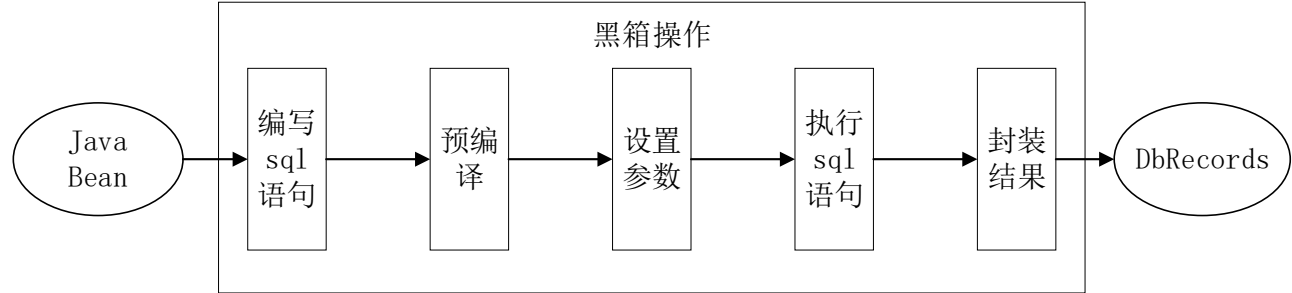 黑箱操作
Java
Bean
编写
sql
语句
预编
译
设置
参数
执行
sql
语句
封装
结果
DbRecords